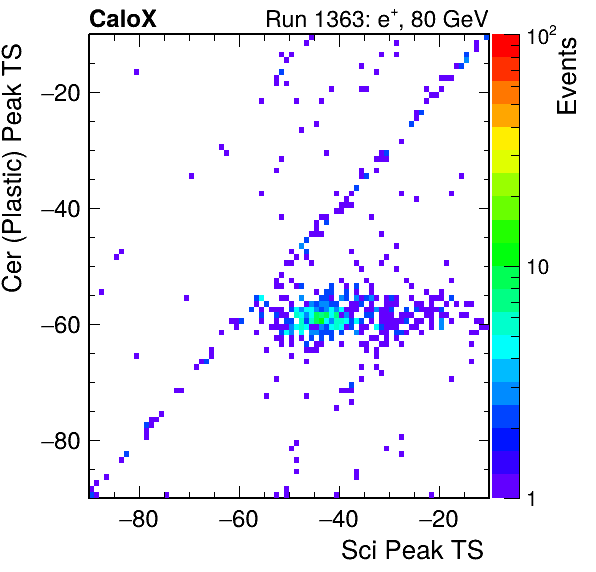 CaloX
Run 1363: e+, 80 GeV
Cer (Plastic) Peak TS
−20
−40
−60
−80
−80
−60
−40
−20
Sci Peak TS
10²
10
1
Events